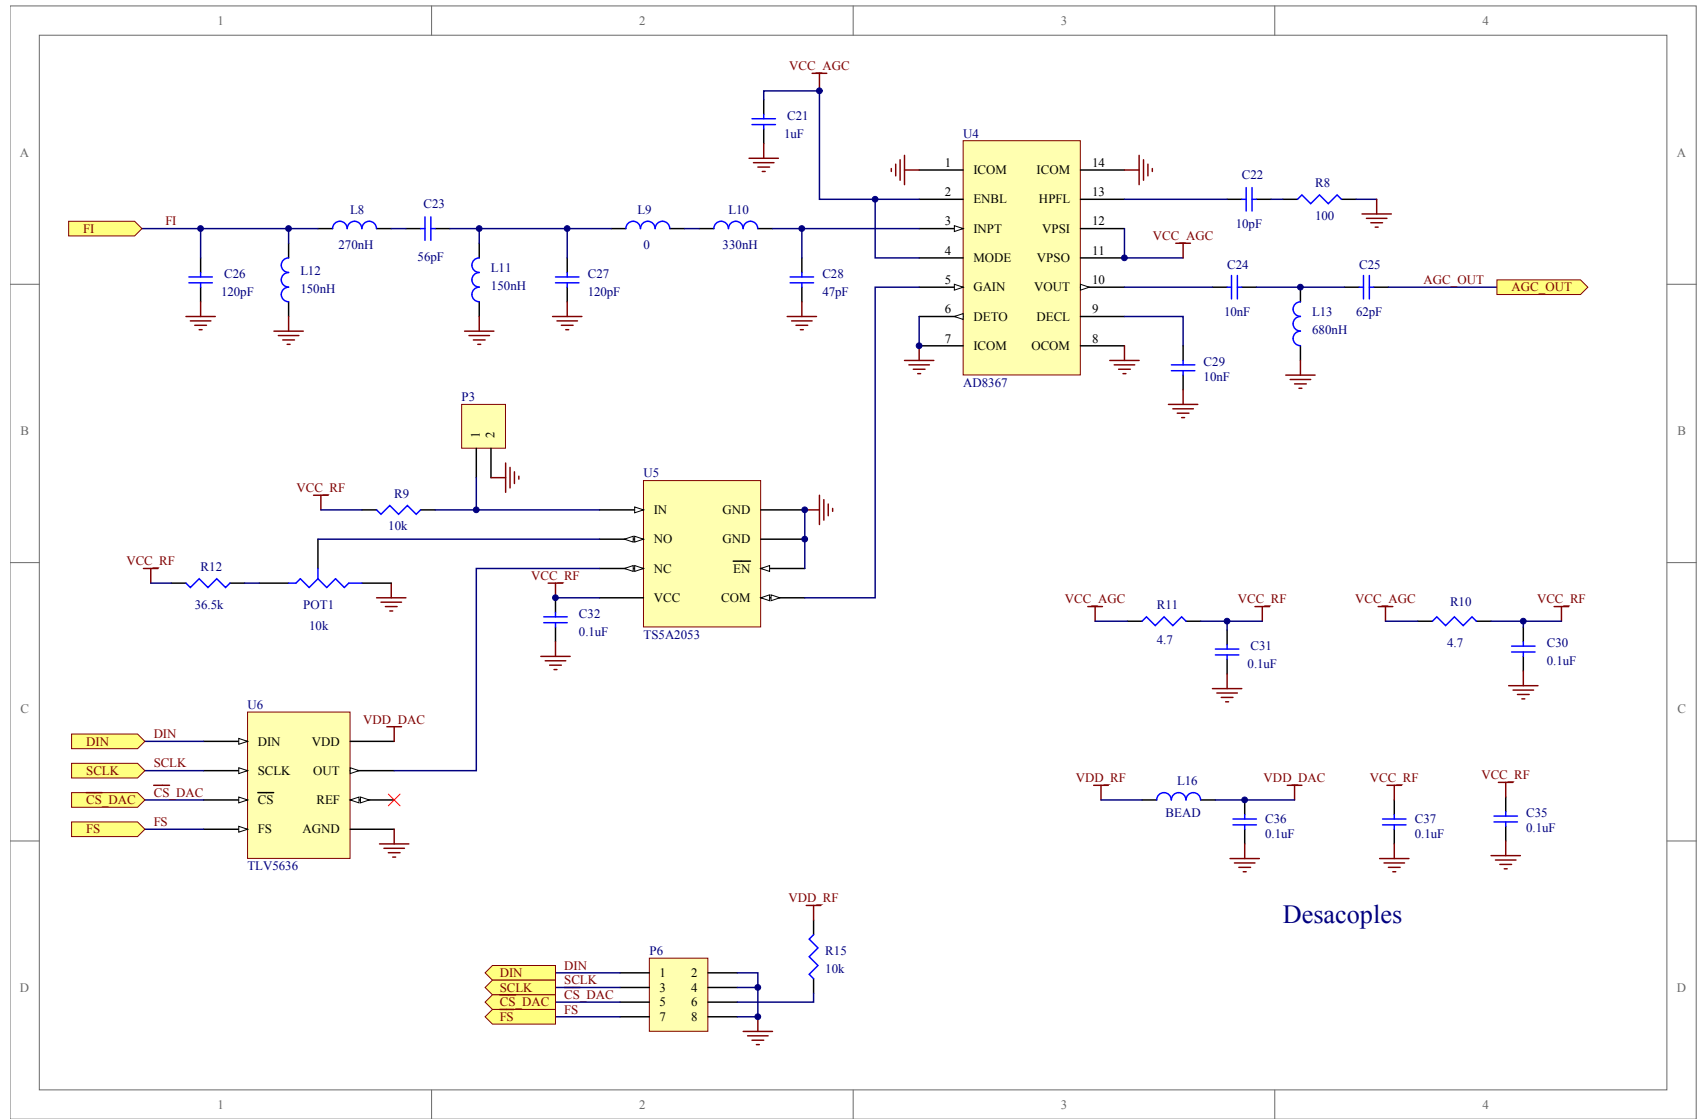 1 2 3 4
A A
B B
C C
D D
1 2 3 4
VCC_AGC
C21
1uF
FI
FI
L8
270nH
C23
56pF
L9
0
L10
330nH
C26
120pF
L12
150nH
L11
150nH
C27
120pF
C28
47pF
U4
1 ICOM ICOM 14
2 ENBL HPFL 13
3 INPT VPSI 12
4 MODE VPSO 11
5 GAIN VOUT 10
6 DETO DECL 9
7 ICOM OCOM 8
AD8367
C22
10pF
R8
100
VCC_AGC
C24
10nF
C25
62pF
L13
680nH
AGC_OUT
AGC_OUT
C29
10nF
P3
1 2
VCC_RF
R9
10k
VCC_RF
R12
36.5k
POT1
10k
U5
IN GND
NO GND
NC EN
VCC COM
TS5A2053
VCC_RF
C32
0.1uF
VCC_AGC
R11
4.7
VCC_RF
C31
0.1uF
VCC_AGC
R10
4.7
VCC_RF
C30
0.1uF
U6
DIN DIN DIN VDD
SCLK SCLK SCLK OUT
CS_DAC CS_DAC CS REF
FS FS FS AGND
TLV5636
VDD_DAC
VDD_RF
L16
BEAD
VDD_DAC
C36
0.1uF
VCC_RF
C37
0.1uF
VCC_RF
C35
0.1uF
Desacoples
VDD_RF
R15
10k
P6
DIN DIN 1 2
SCLK SCLK 3 4
CS_DAC CS_DAC 5 6
FS FS 7 8